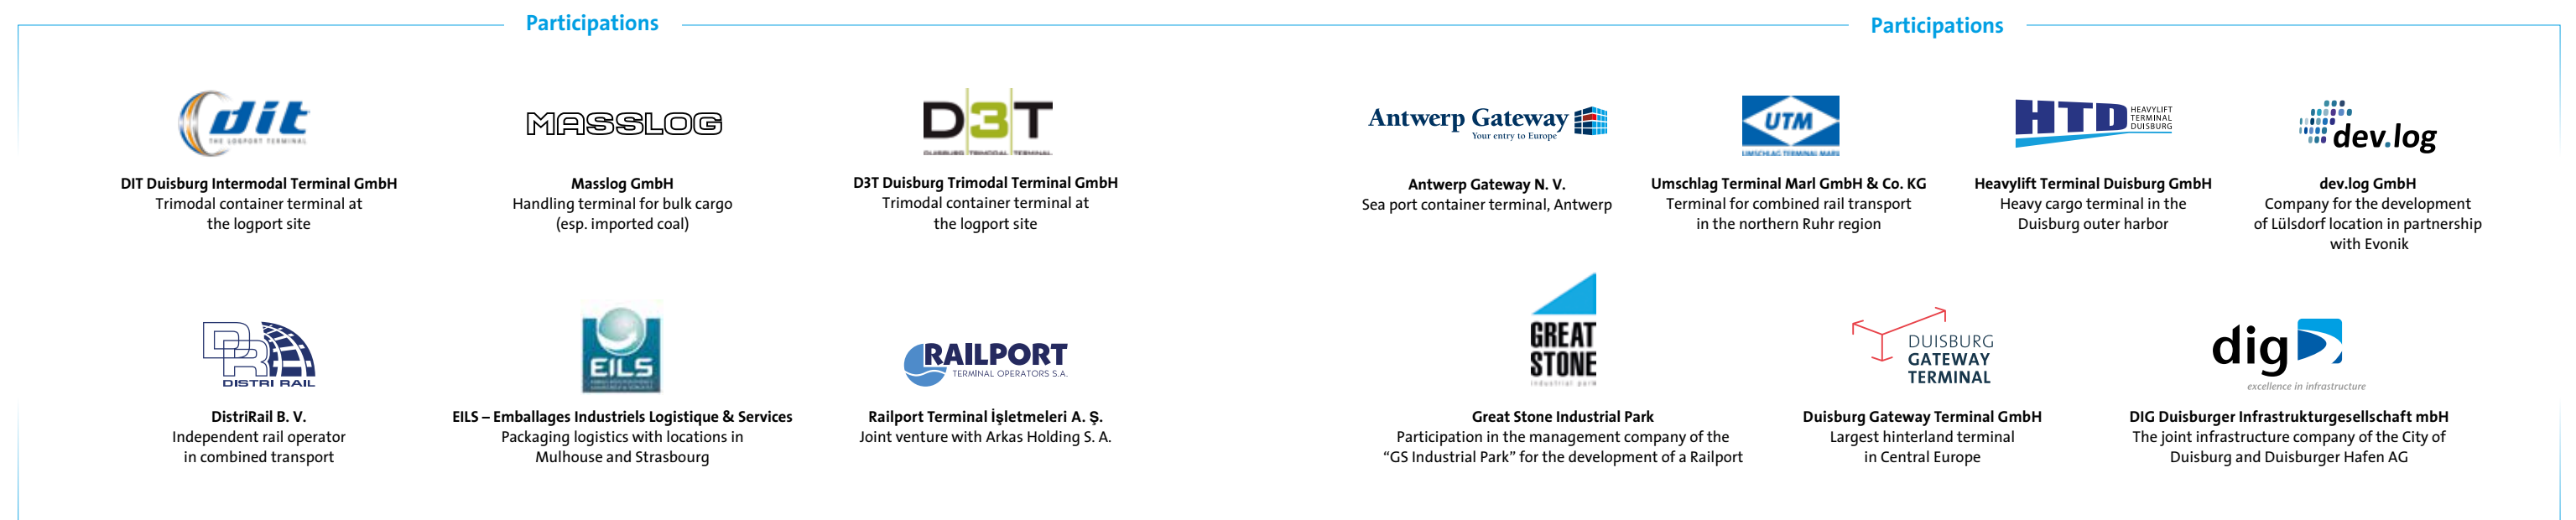 Participations
Participations
dit
THE LOGPORT TERMINAL
MASSLOG
D3T
DUISBURG TRIMODAL TERMINAL
Antwerp Gateway
Your entry to Europe
UTM
UMSCHLAG TERMINAL MARL
HTD
HEAVYLIFT
TERMINAL
DUISBURG
dev.log
DIT Duisburg Intermodal Terminal GmbH
Trimodal container terminal at
the logport site
Masslog GmbH
Handling terminal for bulk cargo
(esp. imported coal)
D3T Duisburg Trimodal Terminal GmbH
Trimodal container terminal at
the logport site
Antwerp Gateway N. V.
Sea port container terminal, Antwerp
Umschlag Terminal Marl GmbH & Co. KG
Terminal for combined rail transport
in the northern Ruhr region
Heavylift Terminal Duisburg GmbH
Heavy cargo terminal in the
Duisburg outer harbor
dev.log GmbH
Company for the development
of Lülsdorf location in partnership
with Evonik
DR
DISTRI RAIL
EILS
RAILPORT
TERMINAL OPERATORS S.A.
GREAT
STONE
industrial park
DUISBURG
GATEWAY
TERMINAL
dig
excellence in infrastructure
DistriRail B. V.
Independent rail operator
in combined transport
EILS – Emballages Industriels Logistique & Services
Packaging logistics with locations in
Mulhouse and Strasbourg
Railport Terminal İşletmeleri A. Ş.
Joint venture with Arkas Holding S. A.
Great Stone Industrial Park
Participation in the management company of the
“GS Industrial Park” for the development of a Railport
Duisburg Gateway Terminal GmbH
Largest hinterland terminal
in Central Europe
DIG Duisburger Infrastrukturgesellschaft mbH
The joint infrastructure company of the City of
Duisburg and Duisburger Hafen AG